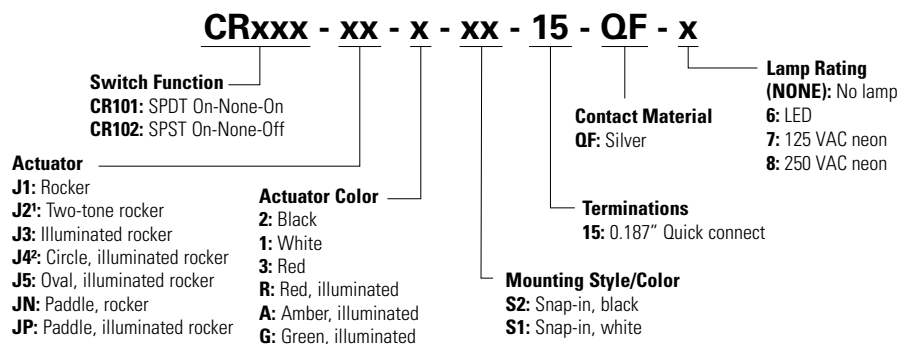 CRxxx - xx - x - xx - 15 - QF - x
Switch Function
CR101: SPDT On-None-On
CR102: SPST On-None-Off
Actuator
J1: Rocker
J2¹: Two-tone rocker
J3: Illuminated rocker
J4²: Circle, illuminated rocker
J5: Oval, illuminated rocker
JN: Paddle, rocker
JP: Paddle, illuminated rocker
Actuator Color
2: Black
1: White
3: Red
R: Red, illuminated
A: Amber, illuminated
G: Green, illuminated
Mounting Style/Color
S2: Snap-in, black
S1: Snap-in, white
Terminations
15: 0.187″ Quick connect
Contact Material
QF: Silver
Lamp Rating
(NONE): No lamp
6: LED
7: 125 VAC neon
8: 250 VAC neon